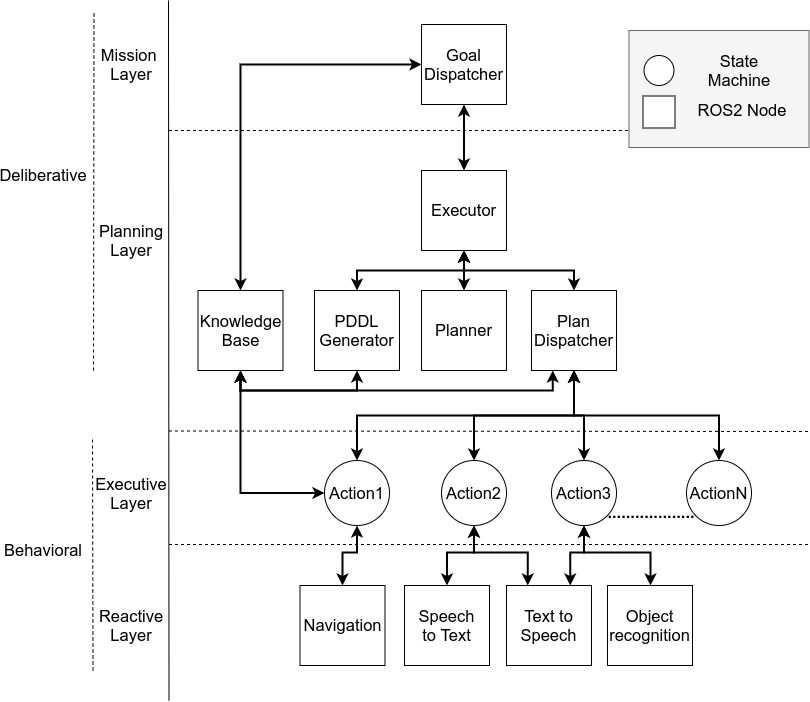 Mission
Layer
Goal
Dispatcher
State
Machine
ROS2 Node
Deliberative
Planning
Layer
Executor
Knowledge
Base
PDDL
Generator
Planner
Plan
Dispatcher
Executive
Layer
Action1
Action2
Action3
ActionN
Behavioral
Reactive
Layer
Navigation
Speech
to Text
Text to
Speech
Object
recognition